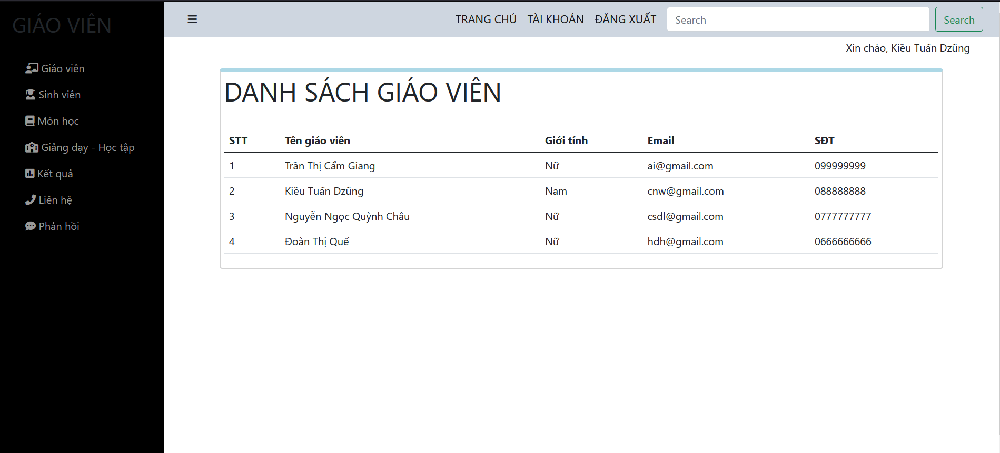 GIÁO VIÊN
Giáo viên
Sinh viên
Môn học
Giảng dạy - Học tập
Kết quả
Liên hệ
Phản hồi
TRANG CHỦ TÀI KHOẢN ĐĂNG XUẤT Search Search
Xin chào, Kiều Tuấn Dzũng
DANH SÁCH GIÁO VIÊN
STT Tên giáo viên Giới tính Email SĐT
1 Trần Thị Cẩm Giang Nữ ai@gmail.com 099999999
2 Kiều Tuấn Dzũng Nam cnw@gmail.com 088888888
3 Nguyễn Ngọc Quỳnh Châu Nữ csdl@gmail.com 0777777777
4 Đoàn Thị Quế Nữ hdh@gmail.com 0666666666